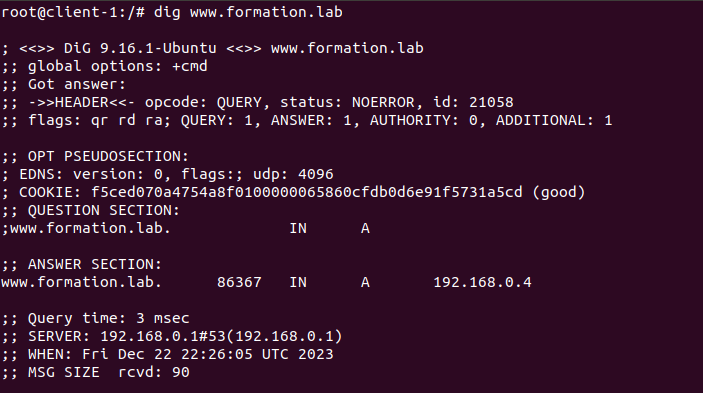 root@client-1:/# dig www.formation.lab
; <<>> DiG 9.16.1-Ubuntu <<>> www.formation.lab
;; global options: +cmd
;; Got answer:
;; ->>HEADER<<- opcode: QUERY, status: NOERROR, id: 21058
;; flags: qr rd ra; QUERY: 1, ANSWER: 1, AUTHORITY: 0, ADDITIONAL: 1
;; OPT PSEUDOSECTION:
; EDNS: version: 0, flags:; udp: 4096
; COOKIE: f5ced070a4754a8f0100000065860cfdb0d6e91f5731a5cd (good)
;; QUESTION SECTION:
;www.formation.lab. IN A
;; ANSWER SECTION:
www.formation.lab. 86367 IN A 192.168.0.4
;; Query time: 3 msec
;; SERVER: 192.168.0.1#53(192.168.0.1)
;; WHEN: Fri Dec 22 22:26:05 UTC 2023
;; MSG SIZE rcvd: 90